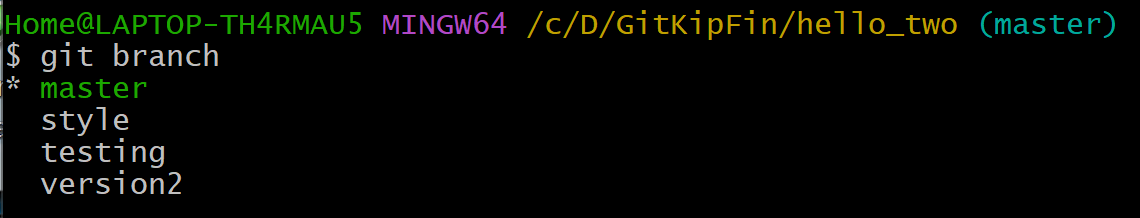 Home@LAPTOP-TH4RMAU5 MINGW64 /c/D/GitKipFin/hello_two (master)
$ git branch
* master
  style
  testing
  version2